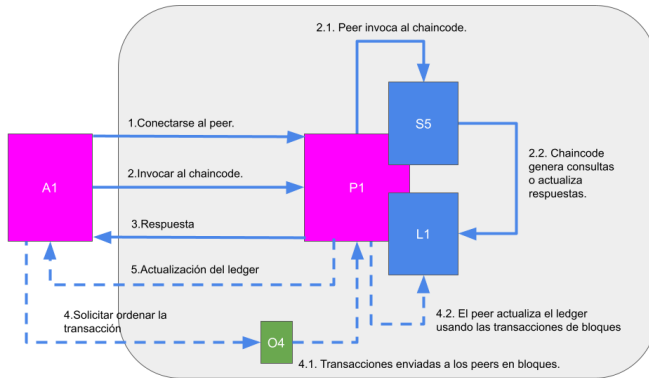 2.1. Peer invoca al chaincode.
1.Conectarse al peer.
S5
2.2. Chaincode
genera consultas
o actualiza
respuestas.
A1
2.Invocar al chaincode.
P1
3.Respuesta
L1
5.Actualización del ledger
4.Solicitar ordenar la
transacción
4.2. El peer actualiza el ledger
usando las transacciones de bloques
O4
4.1. Transacciones enviadas a los peers en bloques.